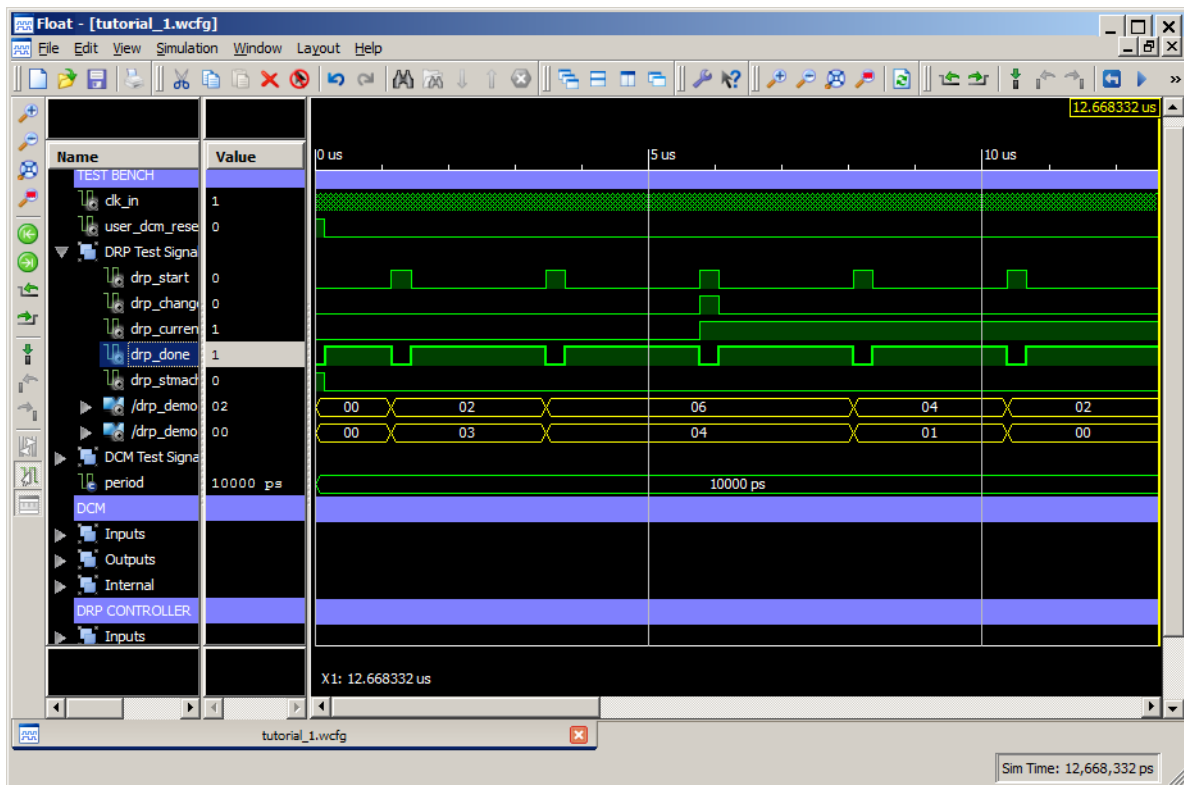 Float - [tutorial_1.wcfg]
File Edit View Simulation Window Layout Help
»
12.668332 us
Name Value 0 us 5 us 10 us
TEST BENCH
clk_in 1
user_dcm_rese 0
DRP Test Signa
drp_start 0
drp_chang 0
drp_curren 1
drp_done 1
drp_stmach 0
/drp_demo 02 00 02 06 04 02
/drp_demo 00 00 03 04 01 00
DCM Test Signa
period 10000 ps 10000 ps
DCM
Inputs
Outputs
Internal
DRP CONTROLLER
Inputs
X1: 12.668332 us
tutorial_1.wcfg
Sim Time: 12,668,332 ps